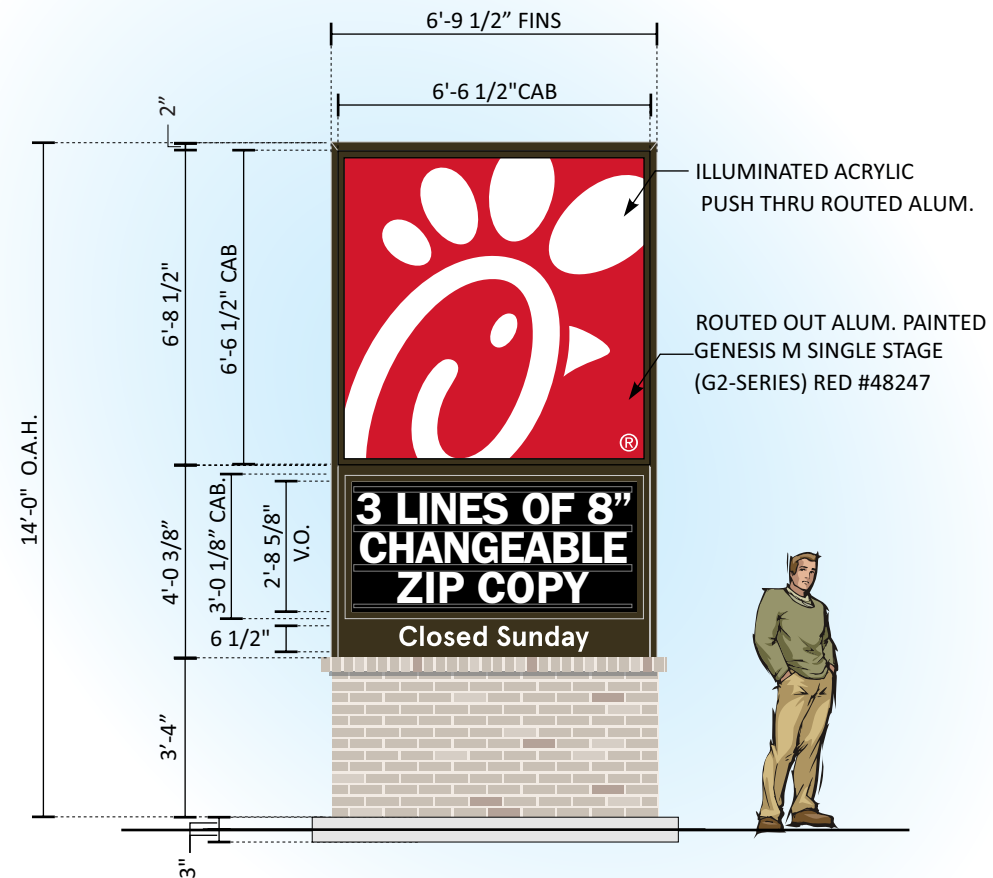 6'-9 1/2” FINS
6'-6 1/2"CAB
2”
ILLUMINATED ACRYLIC
PUSH THRU ROUTED ALUM.
14’-0" O.A.H.
6'-8 1/2"
6'-6 1/2" CAB
ROUTED OUT ALUM. PAINTED
GENESIS M SINGLE STAGE
(G2-SERIES) RED #48247
®
4'-0 3/8”
3'-0 1/8” CAB.
2'-8 5/8"
V.O.
3 LINES OF 8”
CHANGEABLE
ZIP COPY
6 1/2"
Closed Sunday
3’-4”
3"